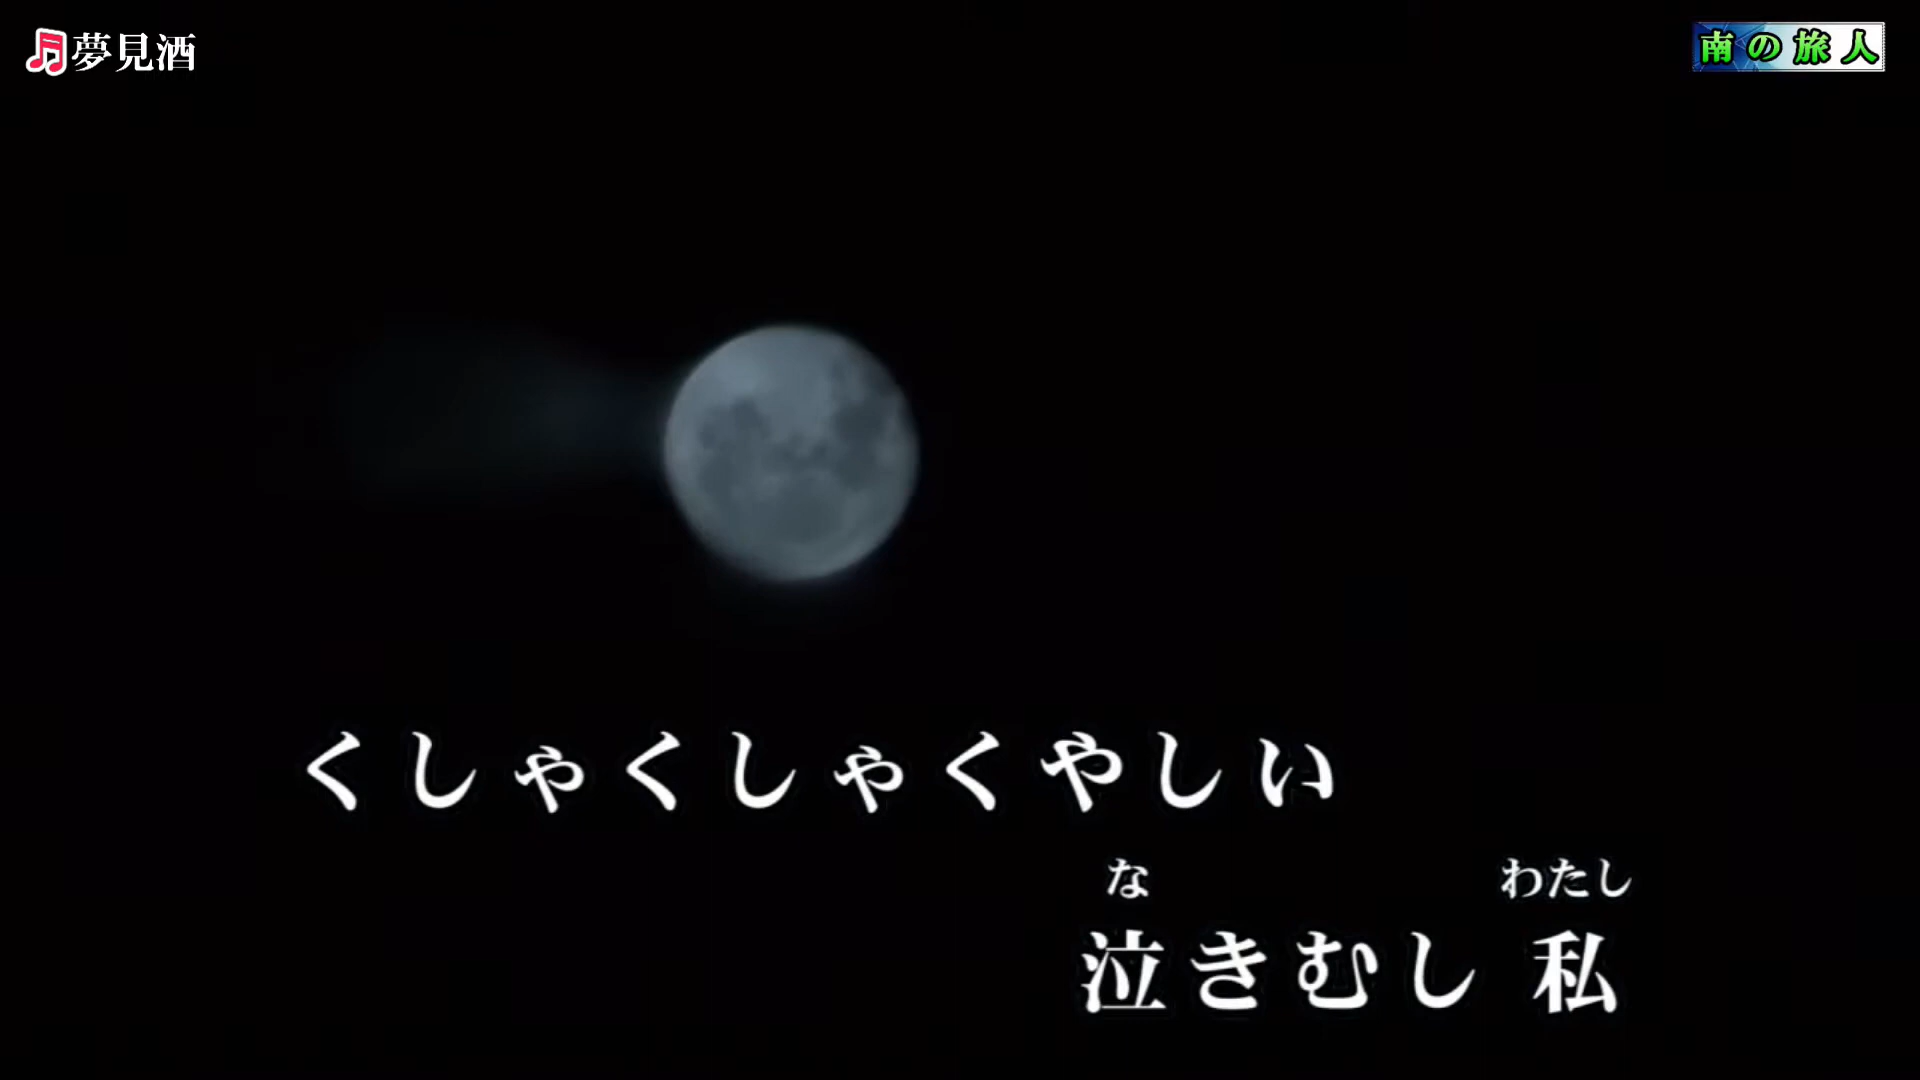 夢見酒
南の旅人
くしゃくしゃくやしい
な わたし
泣きむし 私